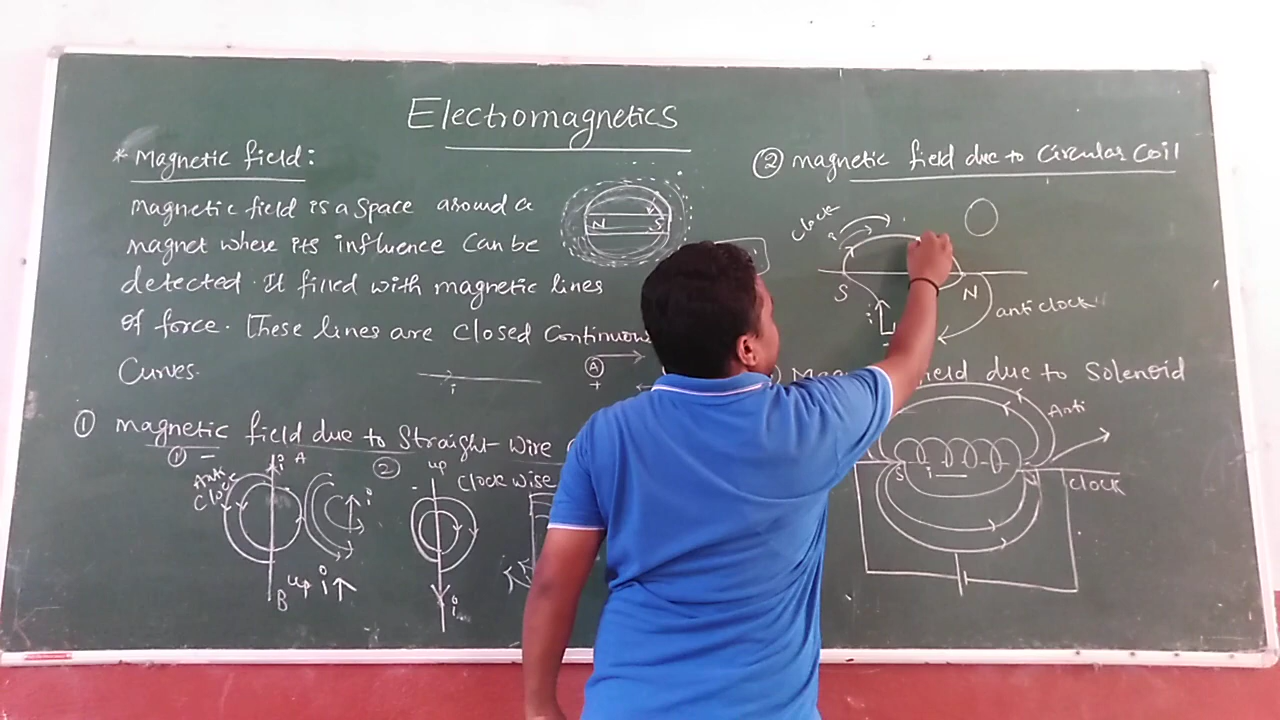 Electromagnetics
* Magnetic field:
Magnetic field is a Space around a
magnet where its influence Can be
detected. It filled with magnetic lines
of force. These lines are Closed Continuous
Curves.
N S
i
A
+
① magnetic field due to Straight-Wire
① -
Anti
Clock
i A
i
B up i ↑
②
up
Clock wise
i
② magnetic field due to Circular Coil
clock
i
S N
i
anti clock
field due to Solenoid
Anti
S i N
clock